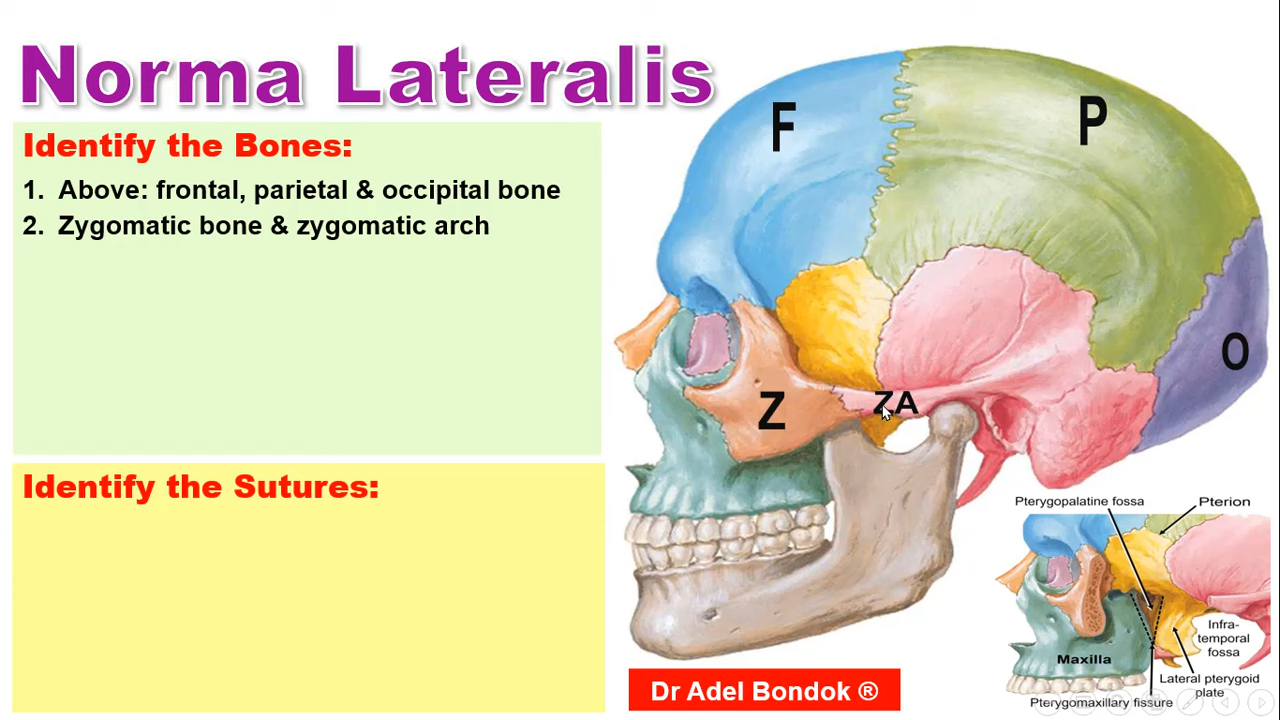 Norma Lateralis
Identify the Bones:
1. Above: frontal, parietal & occipital bone
2. Zygomatic bone & zygomatic arch
Identify the Sutures:
F
P
O
Z
ZA
Pterygopalatine fossa
Pterion
Infra-
temporal
fossa
Maxilla
Lateral pterygoid
plate
Pterygomaxillary fissure
Dr Adel Bondok ®